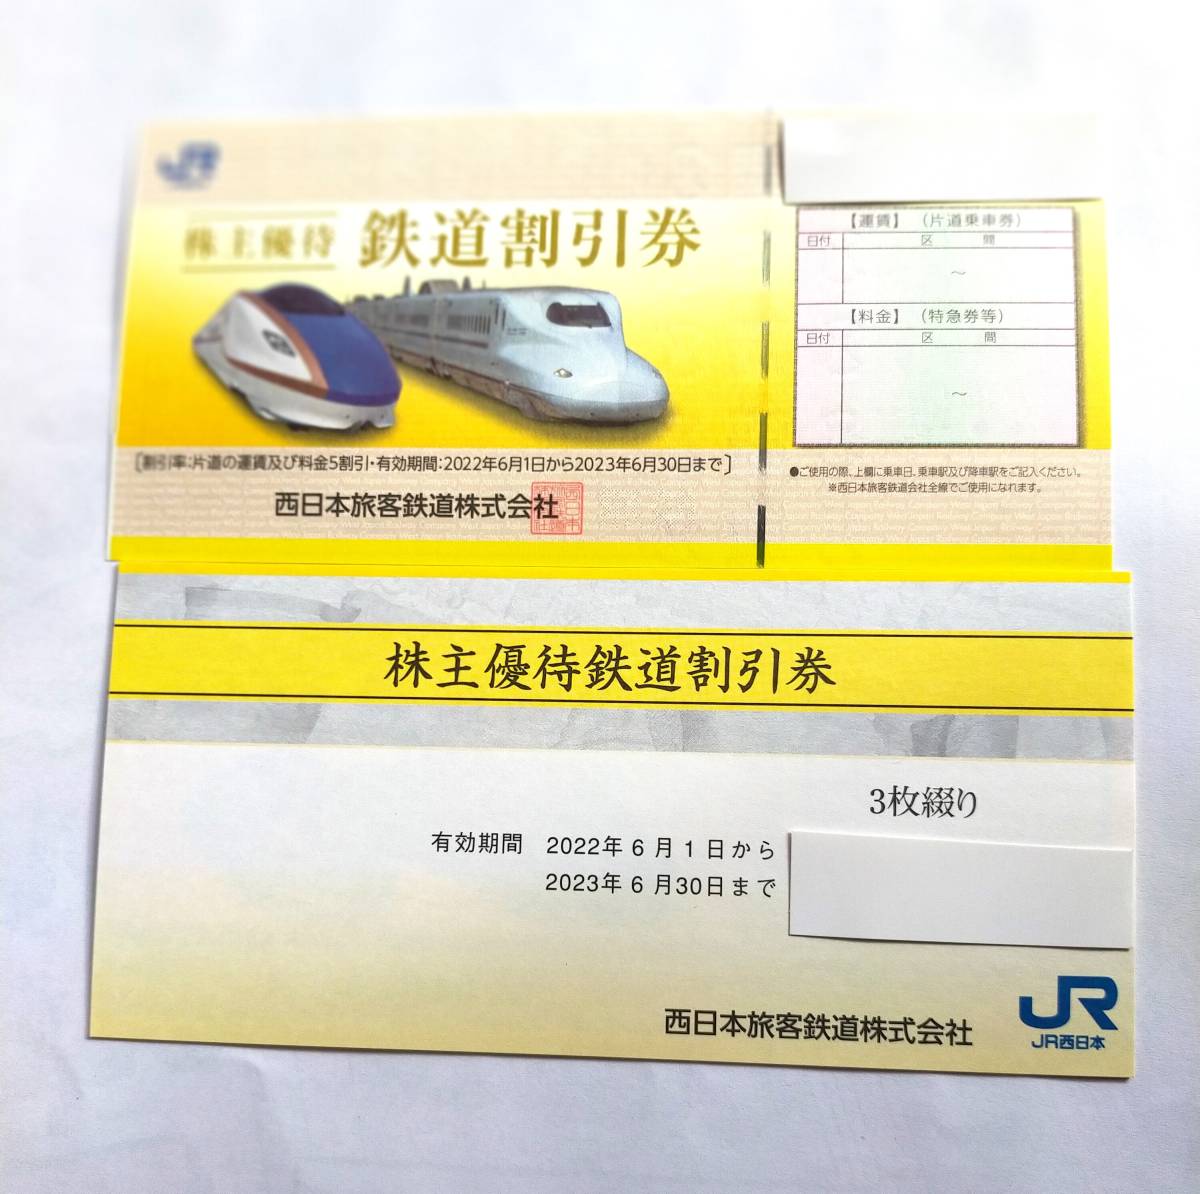 JR
株主優待 鉄道割引券
【運賃】（片道乗車券）
日付 区 間
～
【料金】（特急券等）
日付 区 間
～
［割引率:片道の運賃及び料金5割引・有効期間:2022年6月1日から2023年6月30日まで］
●ご使用の際、上欄に乗車日、乗車駅及び降車駅をご記入ください。
※西日本旅客鉄道会社全線でご使用になれます。
西日本旅客鉄道株式会社
West Japan Railway Company West Japan Railway Company
株主優待鉄道割引券
3枚綴り
有効期間 2022年6月1日から
2023年6月30日まで
西日本旅客鉄道株式会社
JR
JR西日本